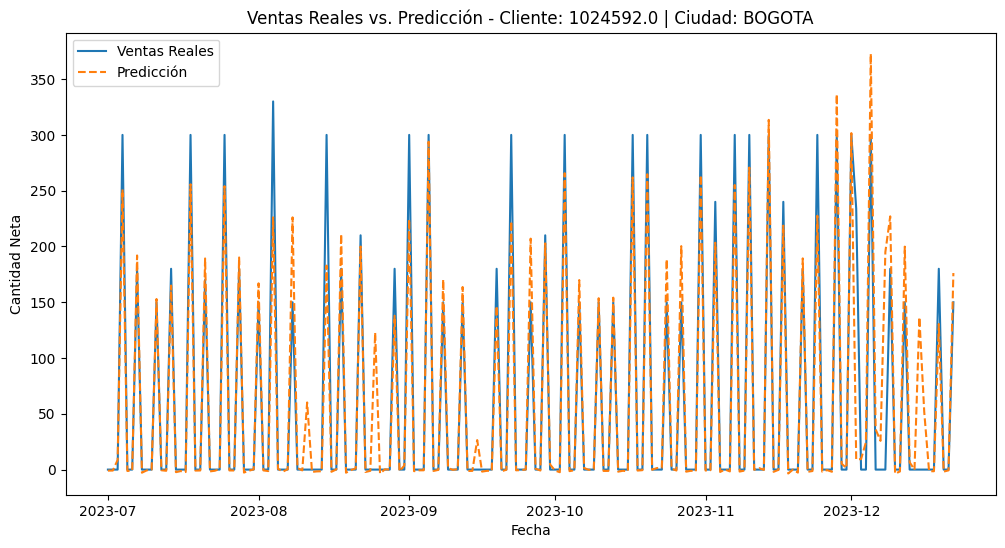 Ventas Reales vs. Predicción - Cliente: 1024592.0 | Ciudad: BOGOTA
Ventas Reales
Predicción
350
300
250
200
150
100
50
0
Cantidad Neta
2023-07
2023-08
2023-09
2023-10
2023-11
2023-12
Fecha